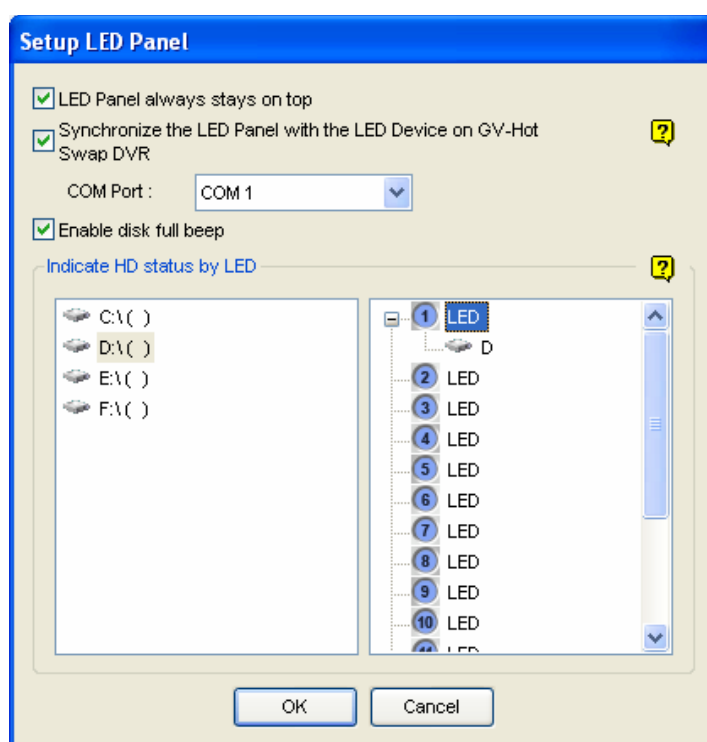 Setup LED Panel
LED Panel always stays on top
Synchronize the LED Panel with the LED Device on GV-Hot
Swap DVR
COM Port :
COM 1
Enable disk full beep
Indicate HD status by LED
C:\ ( )
D:\ ( )
E:\ ( )
F:\ ( )
1 LED
D
2 LED
3 LED
4 LED
5 LED
6 LED
7 LED
8 LED
9 LED
10 LED
11 LED
OK
Cancel